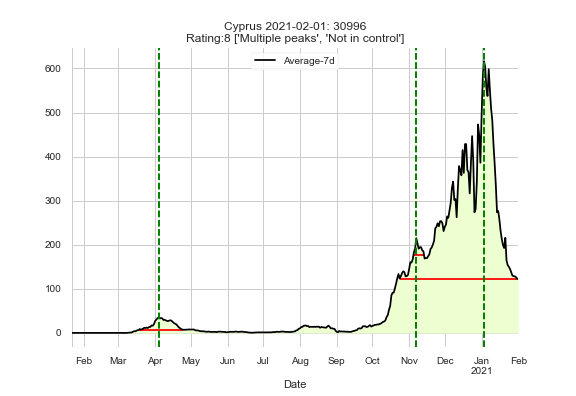 Cyprus 2021-02-01: 30996
Rating:8 ['Multiple peaks', 'Not in control']
Average-7d
600
500
400
300
200
100
0
Feb Mar Apr May Jun Jul Aug Sep Oct Nov Dec Jan Feb
2021
Date